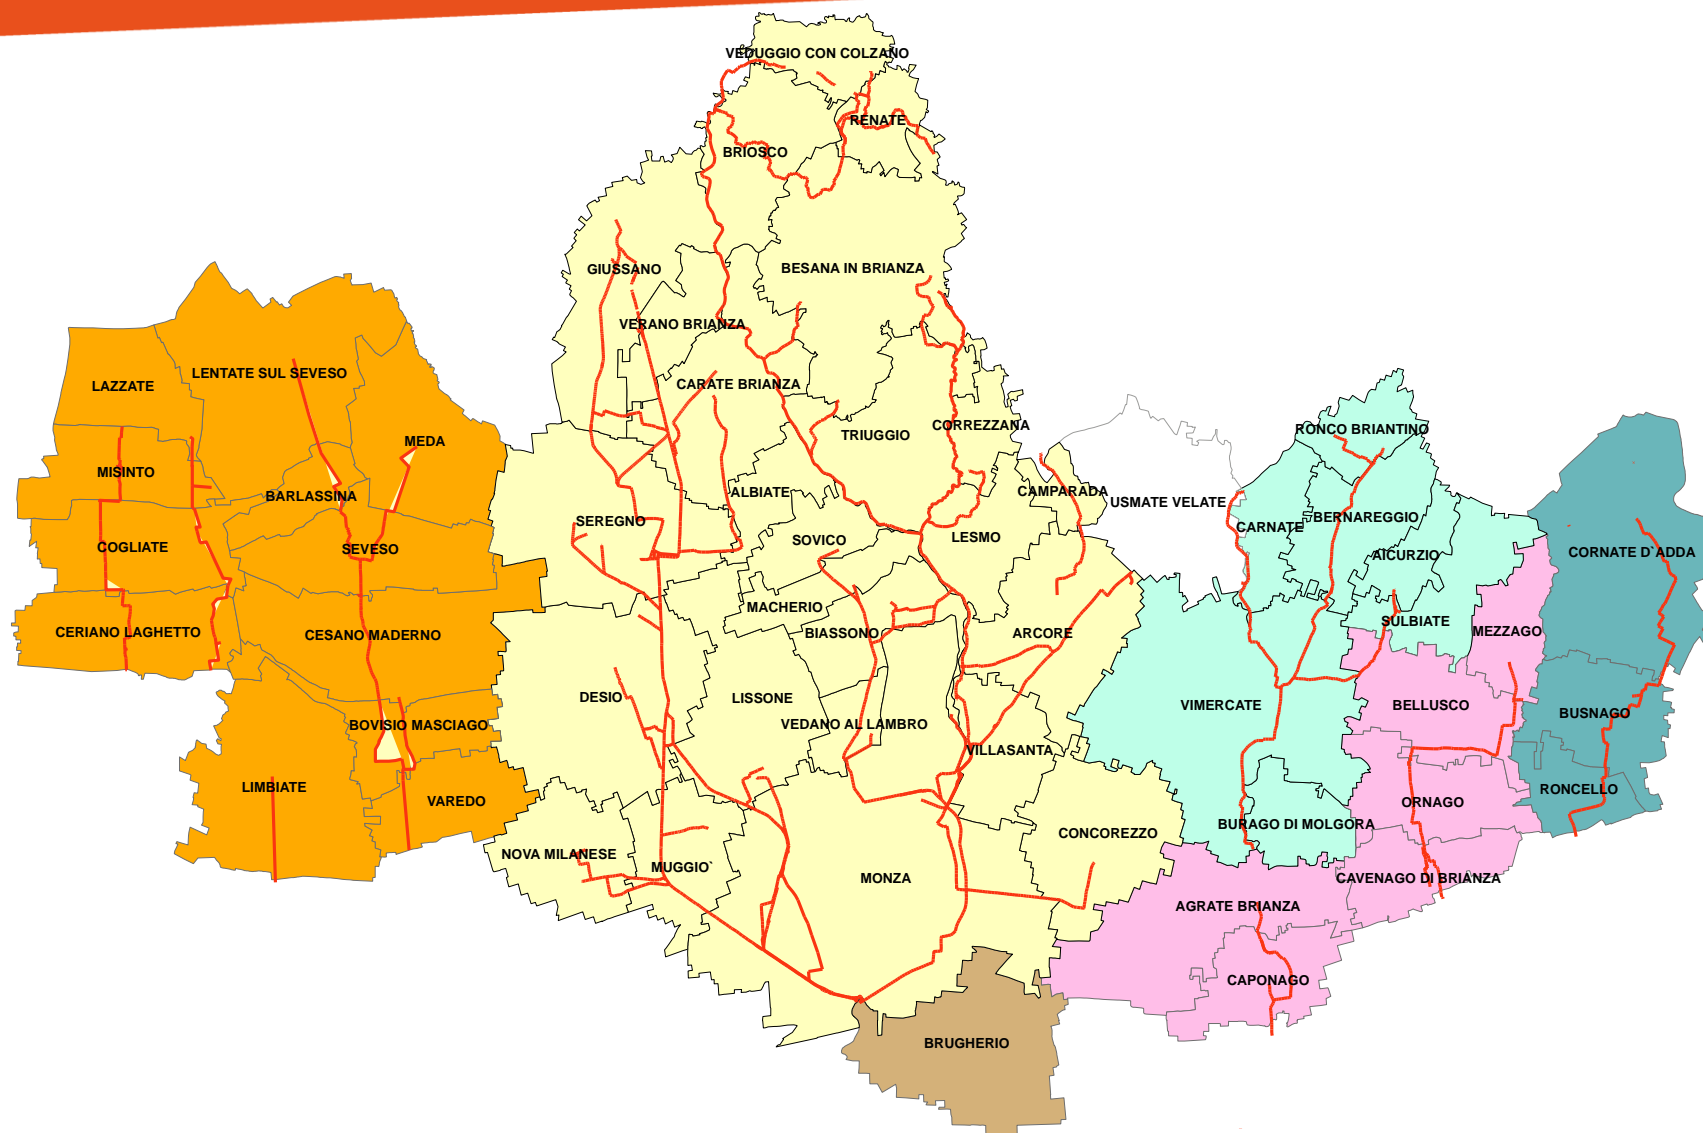 VEDUGGIO CON COLZANO
RENATE
BRIOSCO
GIUSSANO
BESANA IN BRIANZA
VERANO BRIANZA
LENTATE SUL SEVESO
LAZZATE
CARATE BRIANZA
MEDA
TRIUGGIO
CORREZZANA
RONCO BRIANTINO
MISINTO
BARLASSINA
ALBIATE
CAMPARADA
USMATE VELATE
SEREGNO
BERNAREGGIO
CARNATE
COGLIATE
SEVESO
SOVICO
LESMO
AICURZIO
CORNATE D`ADDA
MACHERIO
SULBIATE
CERIANO LAGHETTO
CESANO MADERNO
BIASSONO
ARCORE
MEZZAGO
DESIO
LISSONE
VIMERCATE
BELLUSCO
BUSNAGO
BOVISIO MASCIAGO
VEDANO AL LAMBRO
VILLASANTA
LIMBIATE
VAREDO
RONCELLO
ORNAGO
CONCOREZZO
BURAGO DI MOLGORA
NOVA MILANESE
MUGGIO`
MONZA
CAVENAGO DI BRIANZA
AGRATE BRIANZA
CAPONAGO
BRUGHERIO